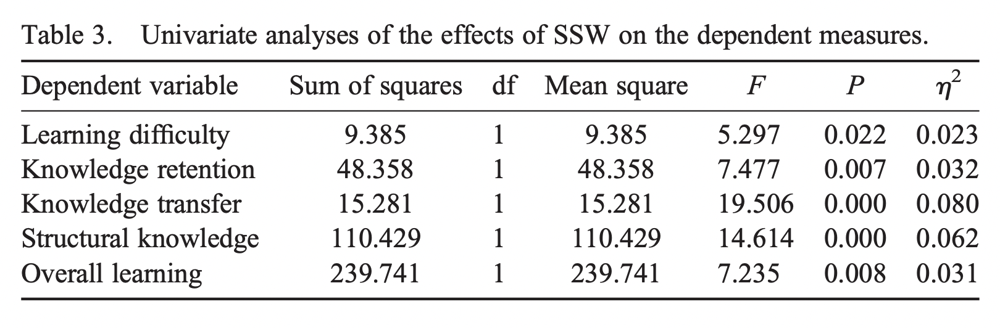 Table 3. Univariate analyses of the effects of SSW on the dependent measures.
Dependent variable Sum of squares df Mean square F P η²
Learning difficulty 9.385 1 9.385 5.297 0.022 0.023
Knowledge retention 48.358 1 48.358 7.477 0.007 0.032
Knowledge transfer 15.281 1 15.281 19.506 0.000 0.080
Structural knowledge 110.429 1 110.429 14.614 0.000 0.062
Overall learning 239.741 1 239.741 7.235 0.008 0.031